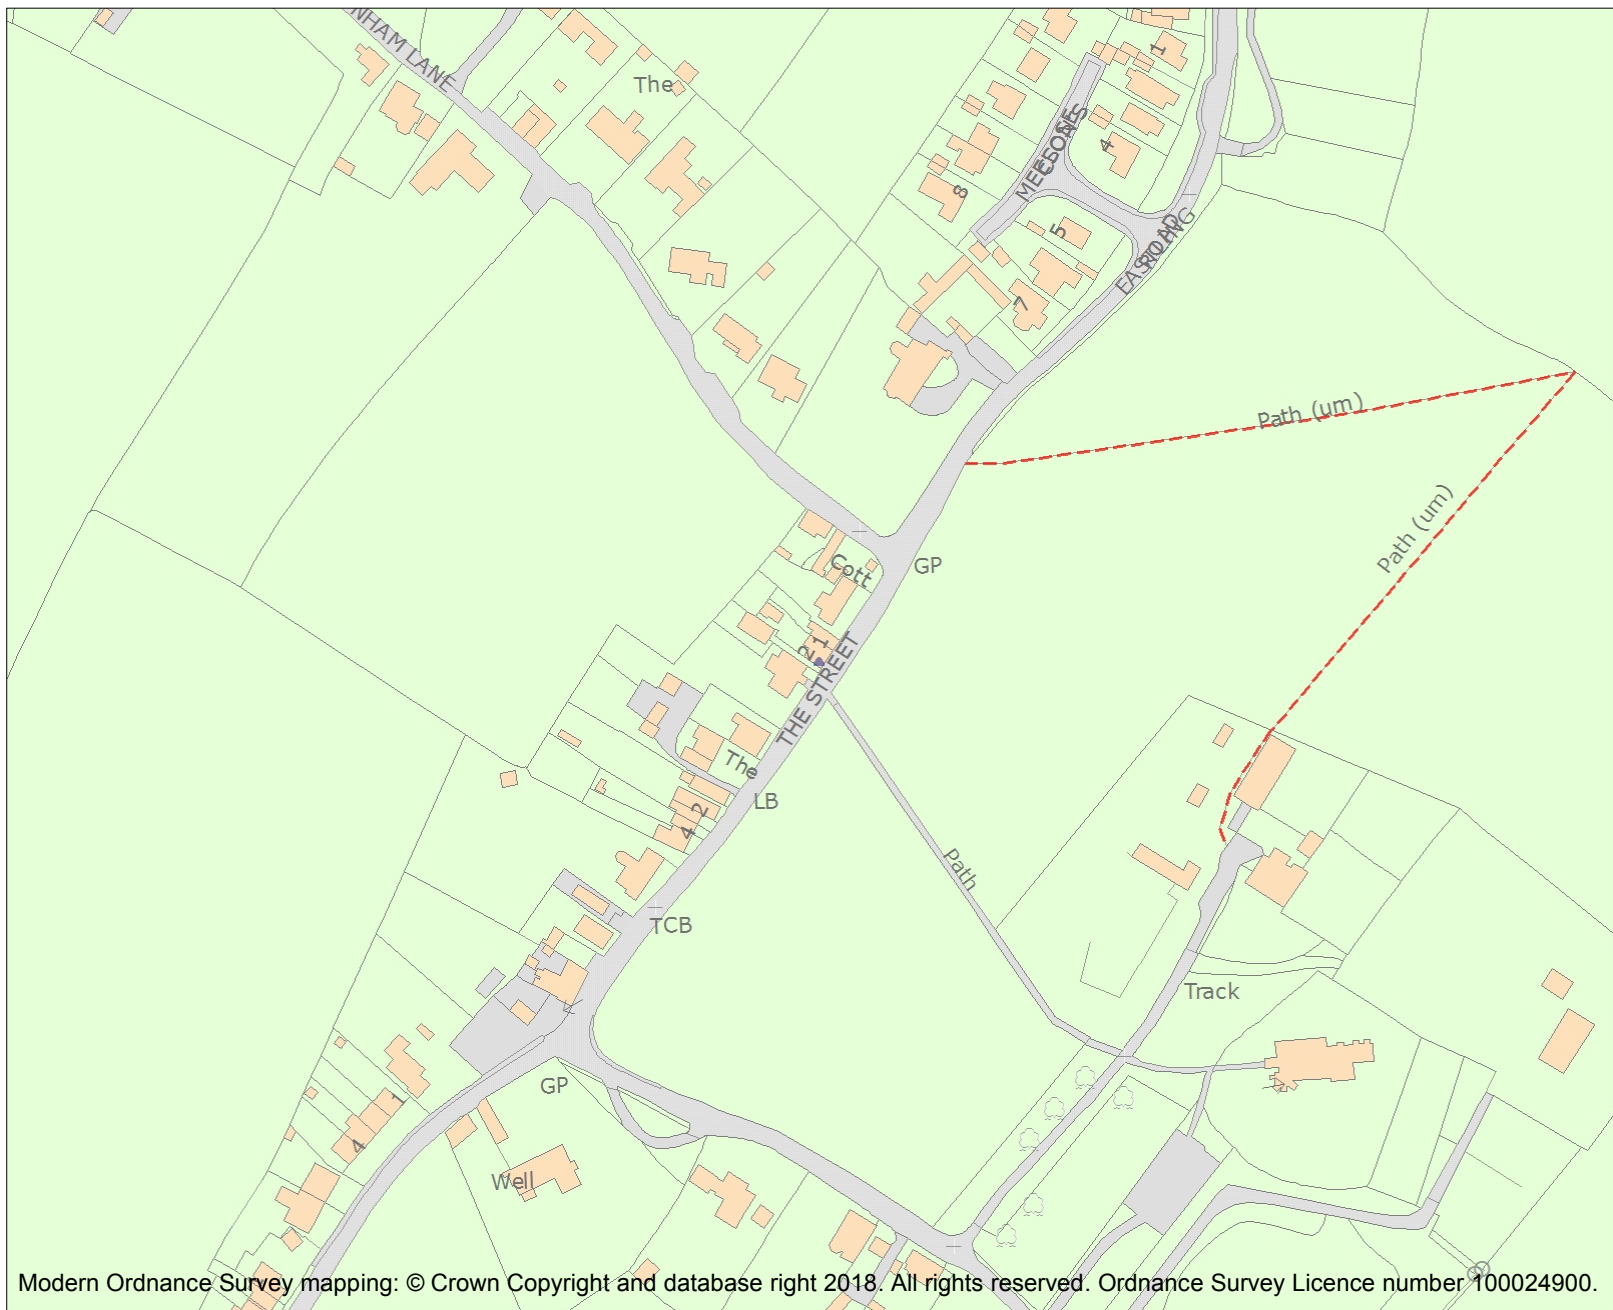 NHAM LANE
The
1
MEESONS
CLOSE
4
8
5
7
EASTLING
ROAD
Path (um)
Path (um)
Cott
GP
1
2
THE STREET
The
LB
2
4
Path
TCB
Track
GP
1
4
Well
Modern Ordnance Survey mapping: © Crown Copyright and database right 2018. All rights reserved. Ordnance Survey Licence number 100024900.